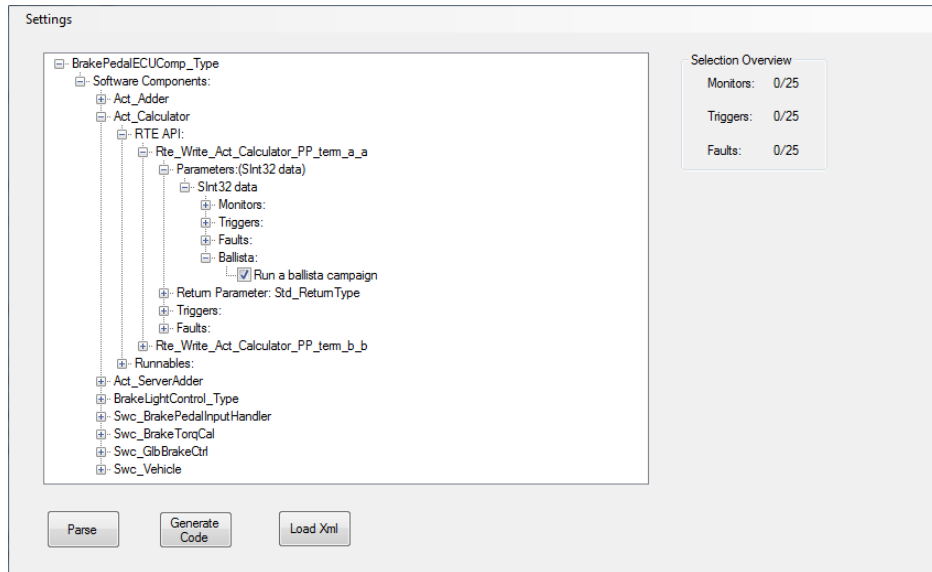 Settings
BrakePedalECUComp_Type
Software Components:
Act_Adder
Act_Calculator
RTE API:
Rte_Write_Act_Calculator_PP_term_a_a
Parameters:(SInt32 data)
SInt32 data
Monitors:
Triggers:
Faults:
Ballista:
Run a ballista campaign
Return Parameter: Std_ReturnType
Triggers:
Faults:
Rte_Write_Act_Calculator_PP_term_b_b
Runnables:
Act_ServerAdder
BrakeLightControl_Type
Swc_BrakePedalInputHandler
Swc_BrakeTorqCal
Swc_GlbBrakeCtrl
Swc_Vehicle
Selection Overview
Monitors: 0/25
Triggers: 0/25
Faults: 0/25
Parse
Generate
Code
Load Xml